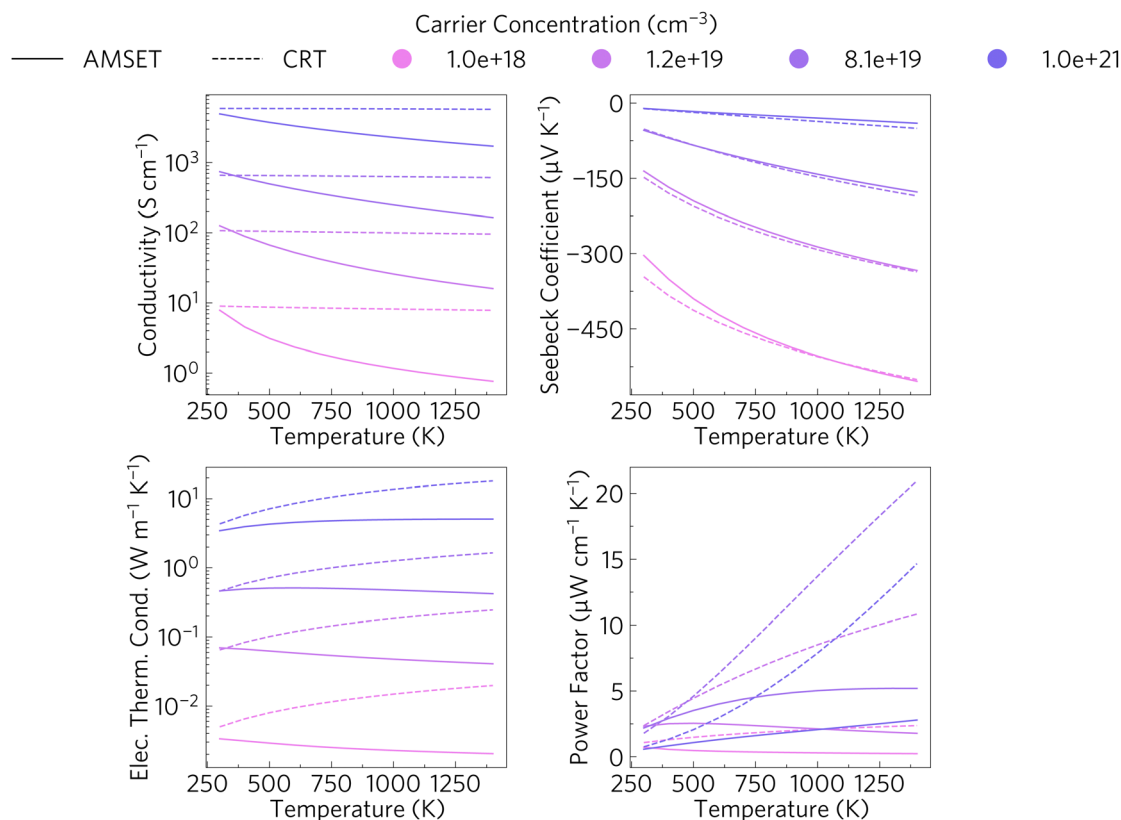 Carrier Concentration (cm⁻³)
AMSET CRT 1.0e+18 1.2e+19 8.1e+19 1.0e+21
Conductivity (S cm⁻¹)
10³
10²
10¹
10⁰
250 500 750 1000 1250
Temperature (K)
Seebeck Coefficient (µV K⁻¹)
0
−150
−300
−450
250 500 750 1000 1250
Temperature (K)
Elec. Therm. Cond. (W m⁻¹ K⁻¹)
10¹
10⁰
10⁻¹
10⁻²
250 500 750 1000 1250
Temperature (K)
Power Factor (µW cm⁻¹ K⁻¹)
20
15
10
5
0
250 500 750 1000 1250
Temperature (K)